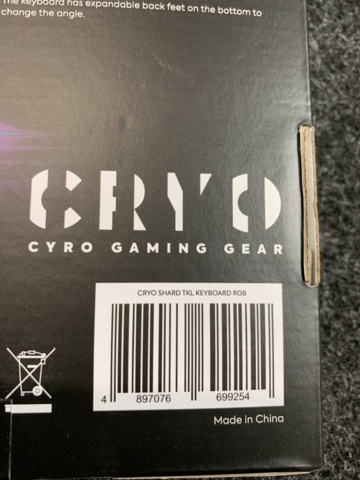 The keyboard has expandable back feet on the bottom to
change the angle.
CRYO
CYRO GAMING GEAR
CRYO SHARD TKL KEYBOARD RGB
4 897076 699254
Made in China